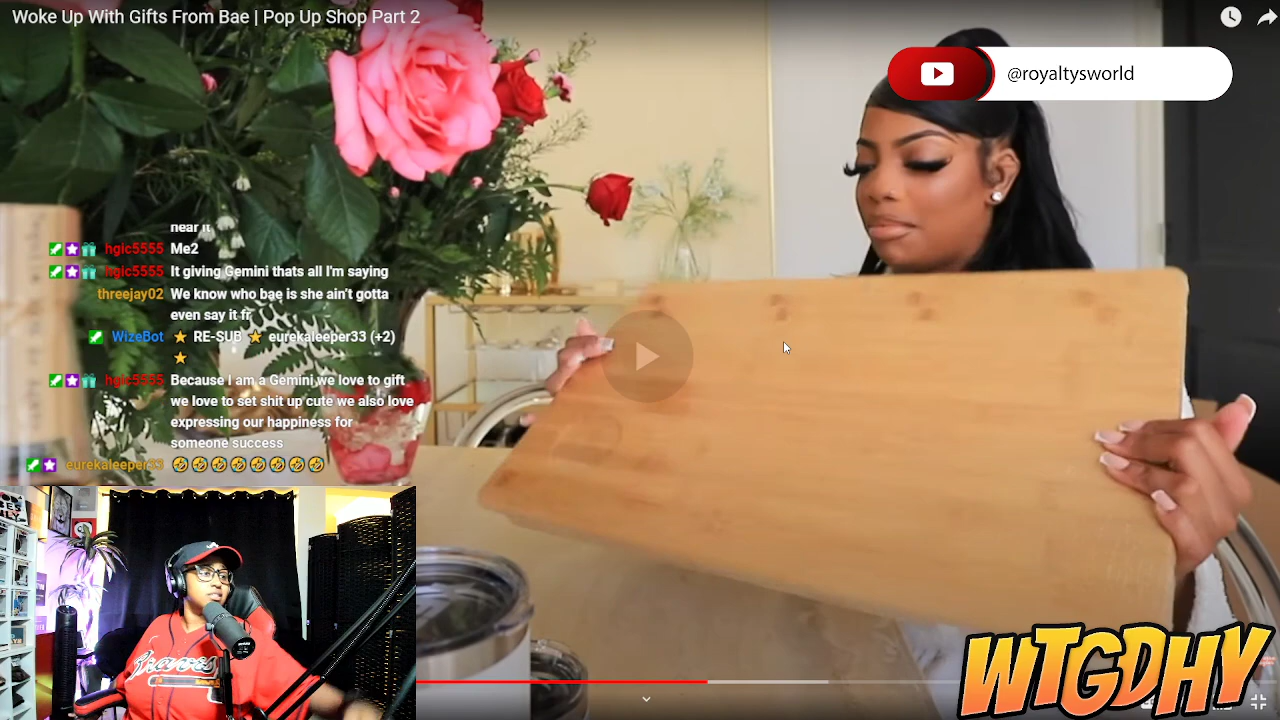 Woke Up With Gifts From Bae | Pop Up Shop Part 2
@royaltysworld
near it
hgic5555 Me2
hgic5555 It giving Gemini thats all I'm saying
threejay02 We know who bae is she ain't gotta
even say it fr
WizeBot ⭐ RE-SUB ⭐ eurekaleeper33 (+2)
⭐
hgic5555 Because I am a Gemini we love to gift
we love to set shit up cute we also love
expressing our happiness for
someone success
eurekaleeper33 🤣🤣🤣🤣🤣🤣🤣🤣
Braves
WTGDHY